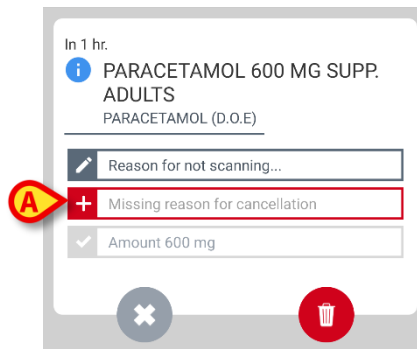 In 1 hr.
i PARACETAMOL 600 MG SUPP.
ADULTS
PARACETAMOL (D.O.E)
Reason for not scanning...
A
Missing reason for cancellation
Amount 600 mg